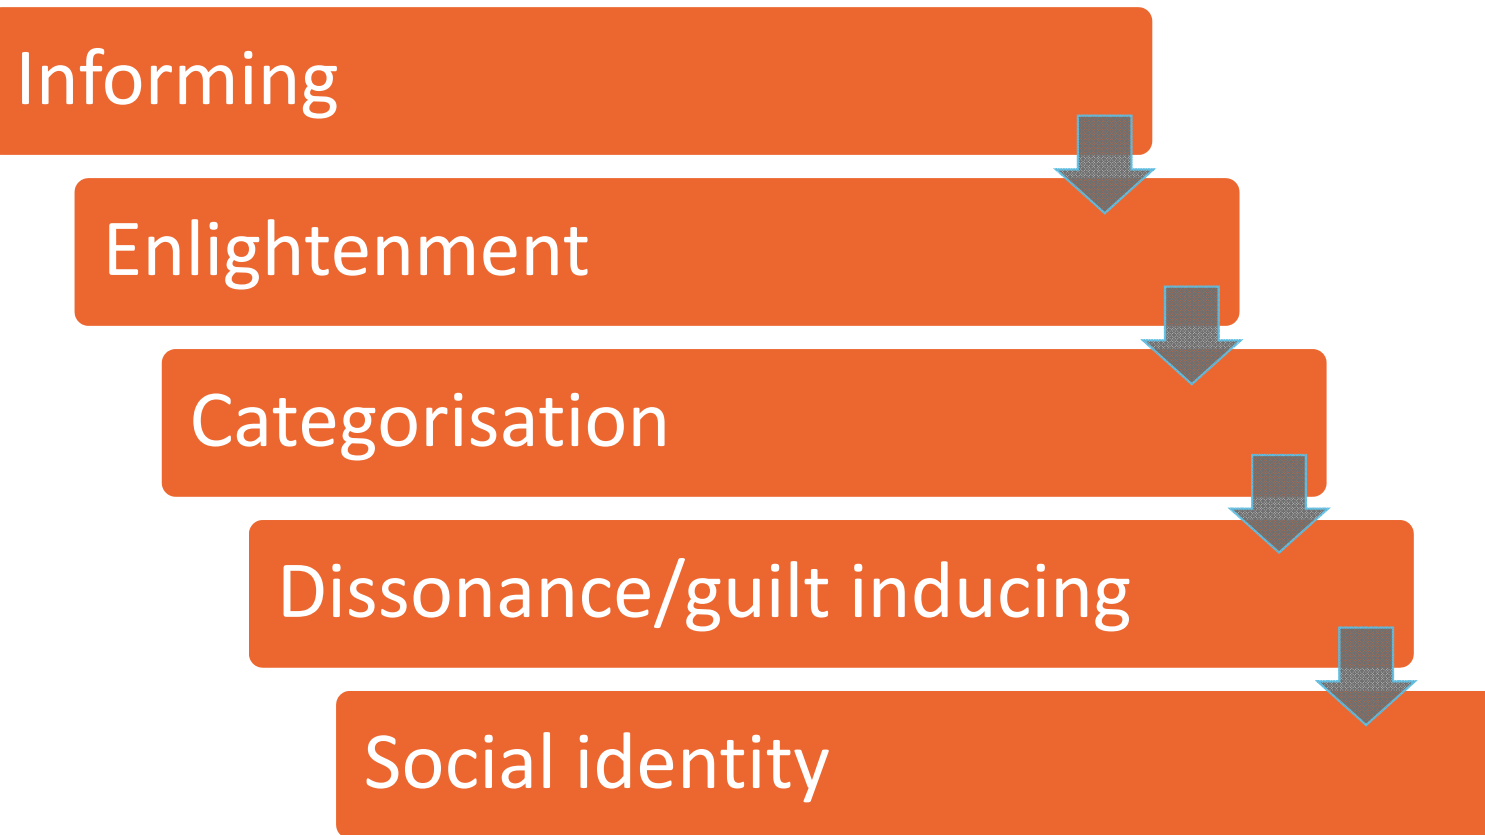 Informing
Enlightenment
Categorisation
Dissonance/guilt inducing
Social identity